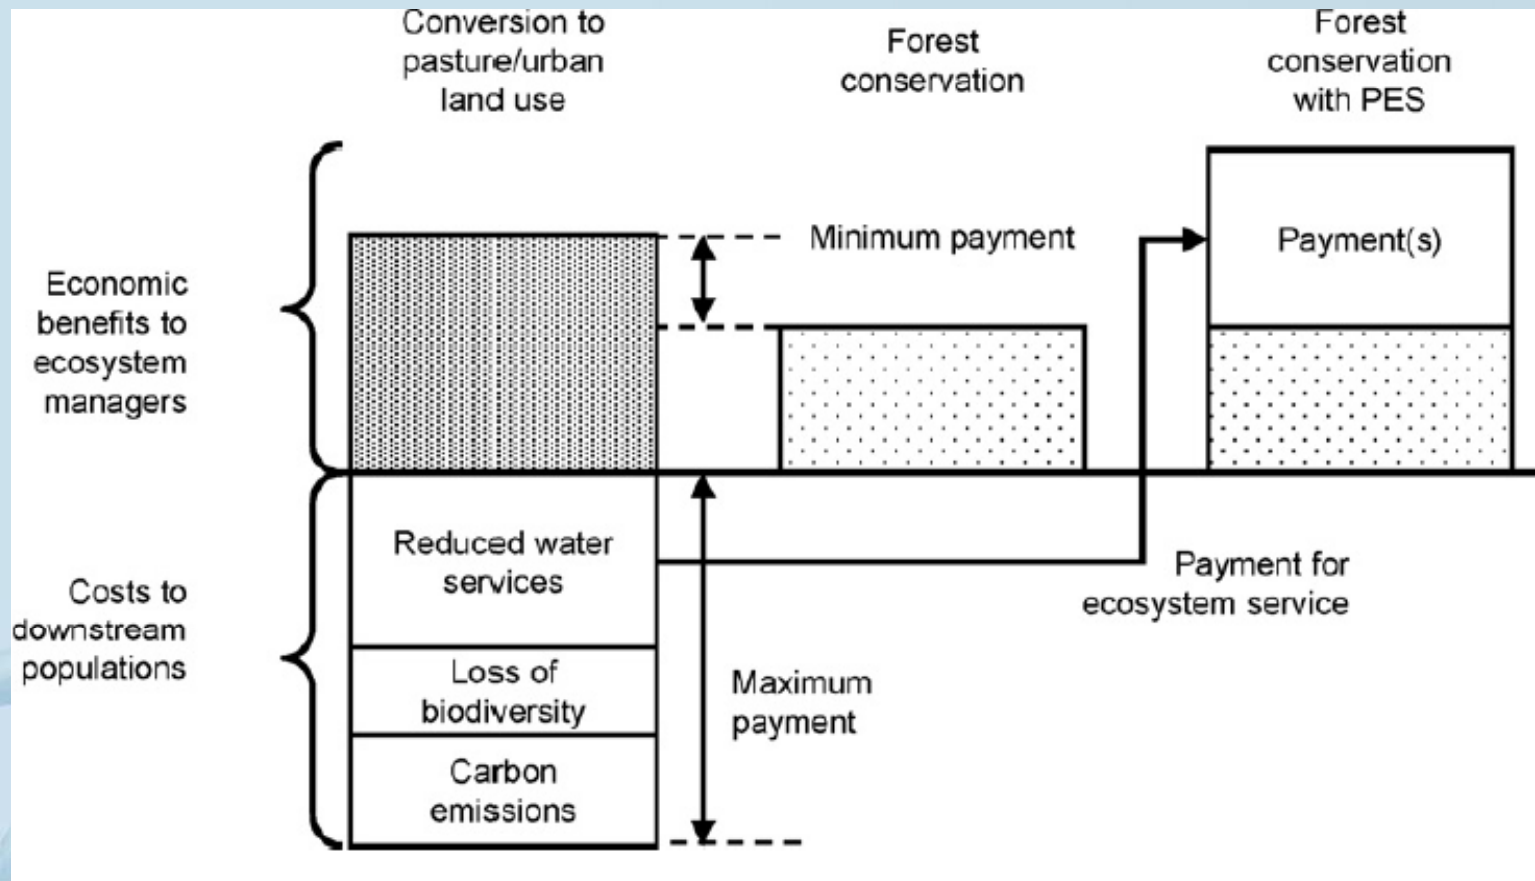 Conversion to
pasture/urban
land use
Forest
conservation
Forest
conservation
with PES
Economic
benefits to
ecosystem
managers
Minimum payment
Payment(s)
Costs to
downstream
populations
Reduced water
services
Loss of
biodiversity
Carbon
emissions
Maximum
payment
Payment for
ecosystem service